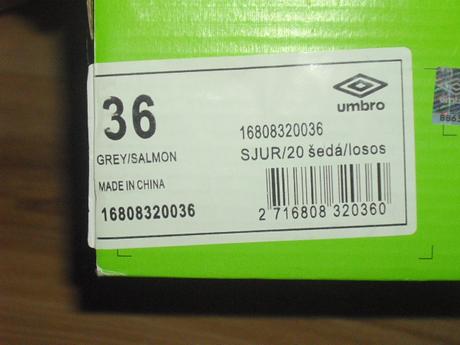 36
umbro
16808320036
GREY/SALMON
SJUR/20 šedá/losos
MADE IN CHINA
16808320036
2 716808 320360